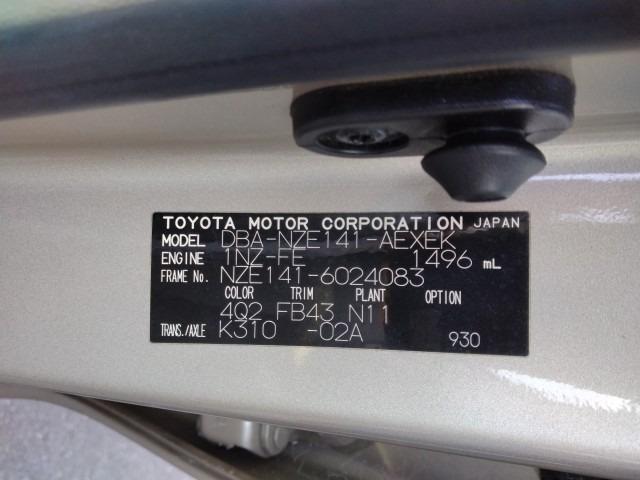 TOYOTA MOTOR CORPORATION JAPAN
MODEL DBA-NZE141-AEXEK
ENGINE 1NZ-FE 1496 mL
FRAME No. NZE141-6024083
COLOR TRIM PLANT OPTION
4Q2 FB43 N11
TRANS./AXLE K310 -02A 930